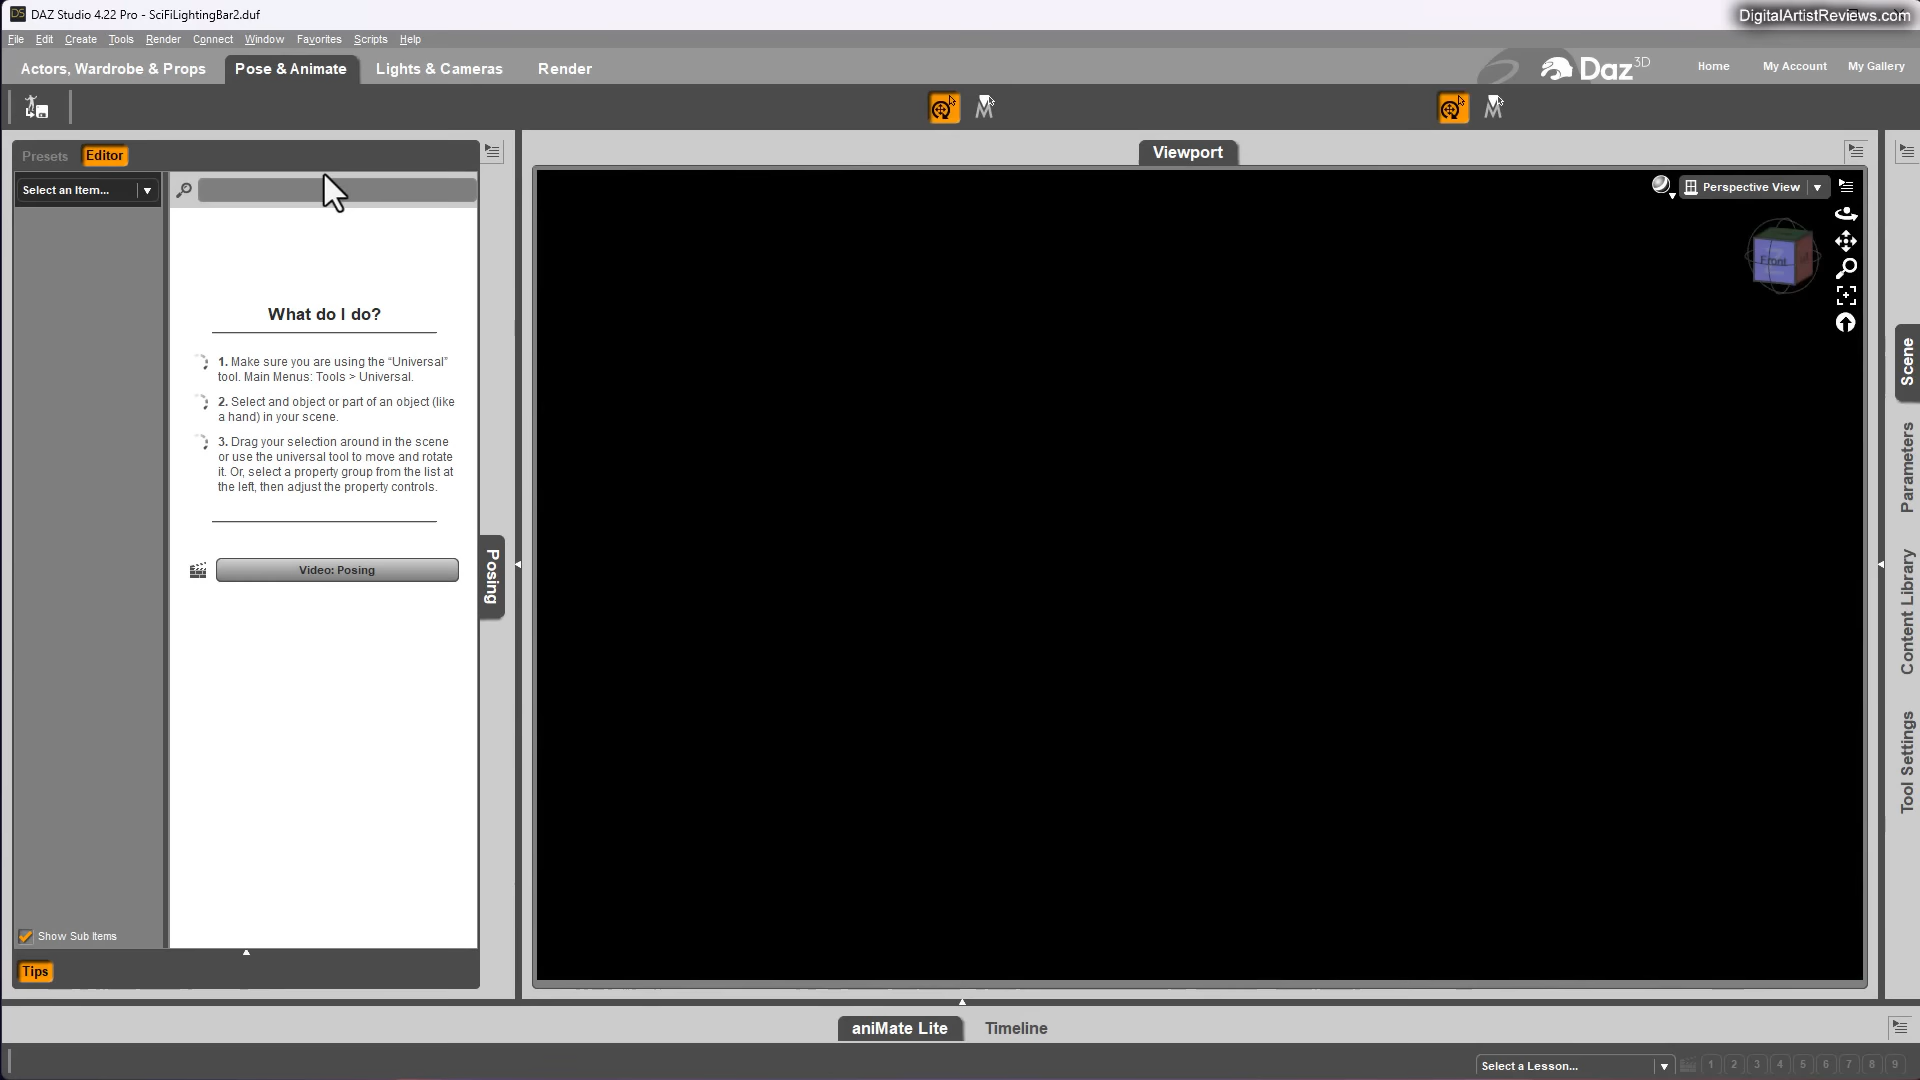 DS DAZ Studio 4.22 Pro - SciFiLightingBar2.duf
DigitalArtistReviews.com
File Edit Create Tools Render Connect Window Favorites Scripts Help
Actors, Wardrobe & Props Pose & Animate Lights & Cameras Render
Daz 3D
Home My Account My Gallery
Presets Editor
Viewport
Select an Item...
Perspective View
Front
What do I do?
1. Make sure you are using the “Universal”
tool. Main Menus: Tools > Universal.
2. Select and object or part of an object (like
a hand) in your scene.
3. Drag your selection around in the scene
or use the universal tool to move and rotate
it. Or, select a property group from the list at
the left, then adjust the property controls.
Video: Posing
Posing
Scene
Parameters
Content Library
Tool Settings
Show Sub Items
Tips
aniMate Lite Timeline
Select a Lesson...
1 2 3 4 5 6 7 8 9